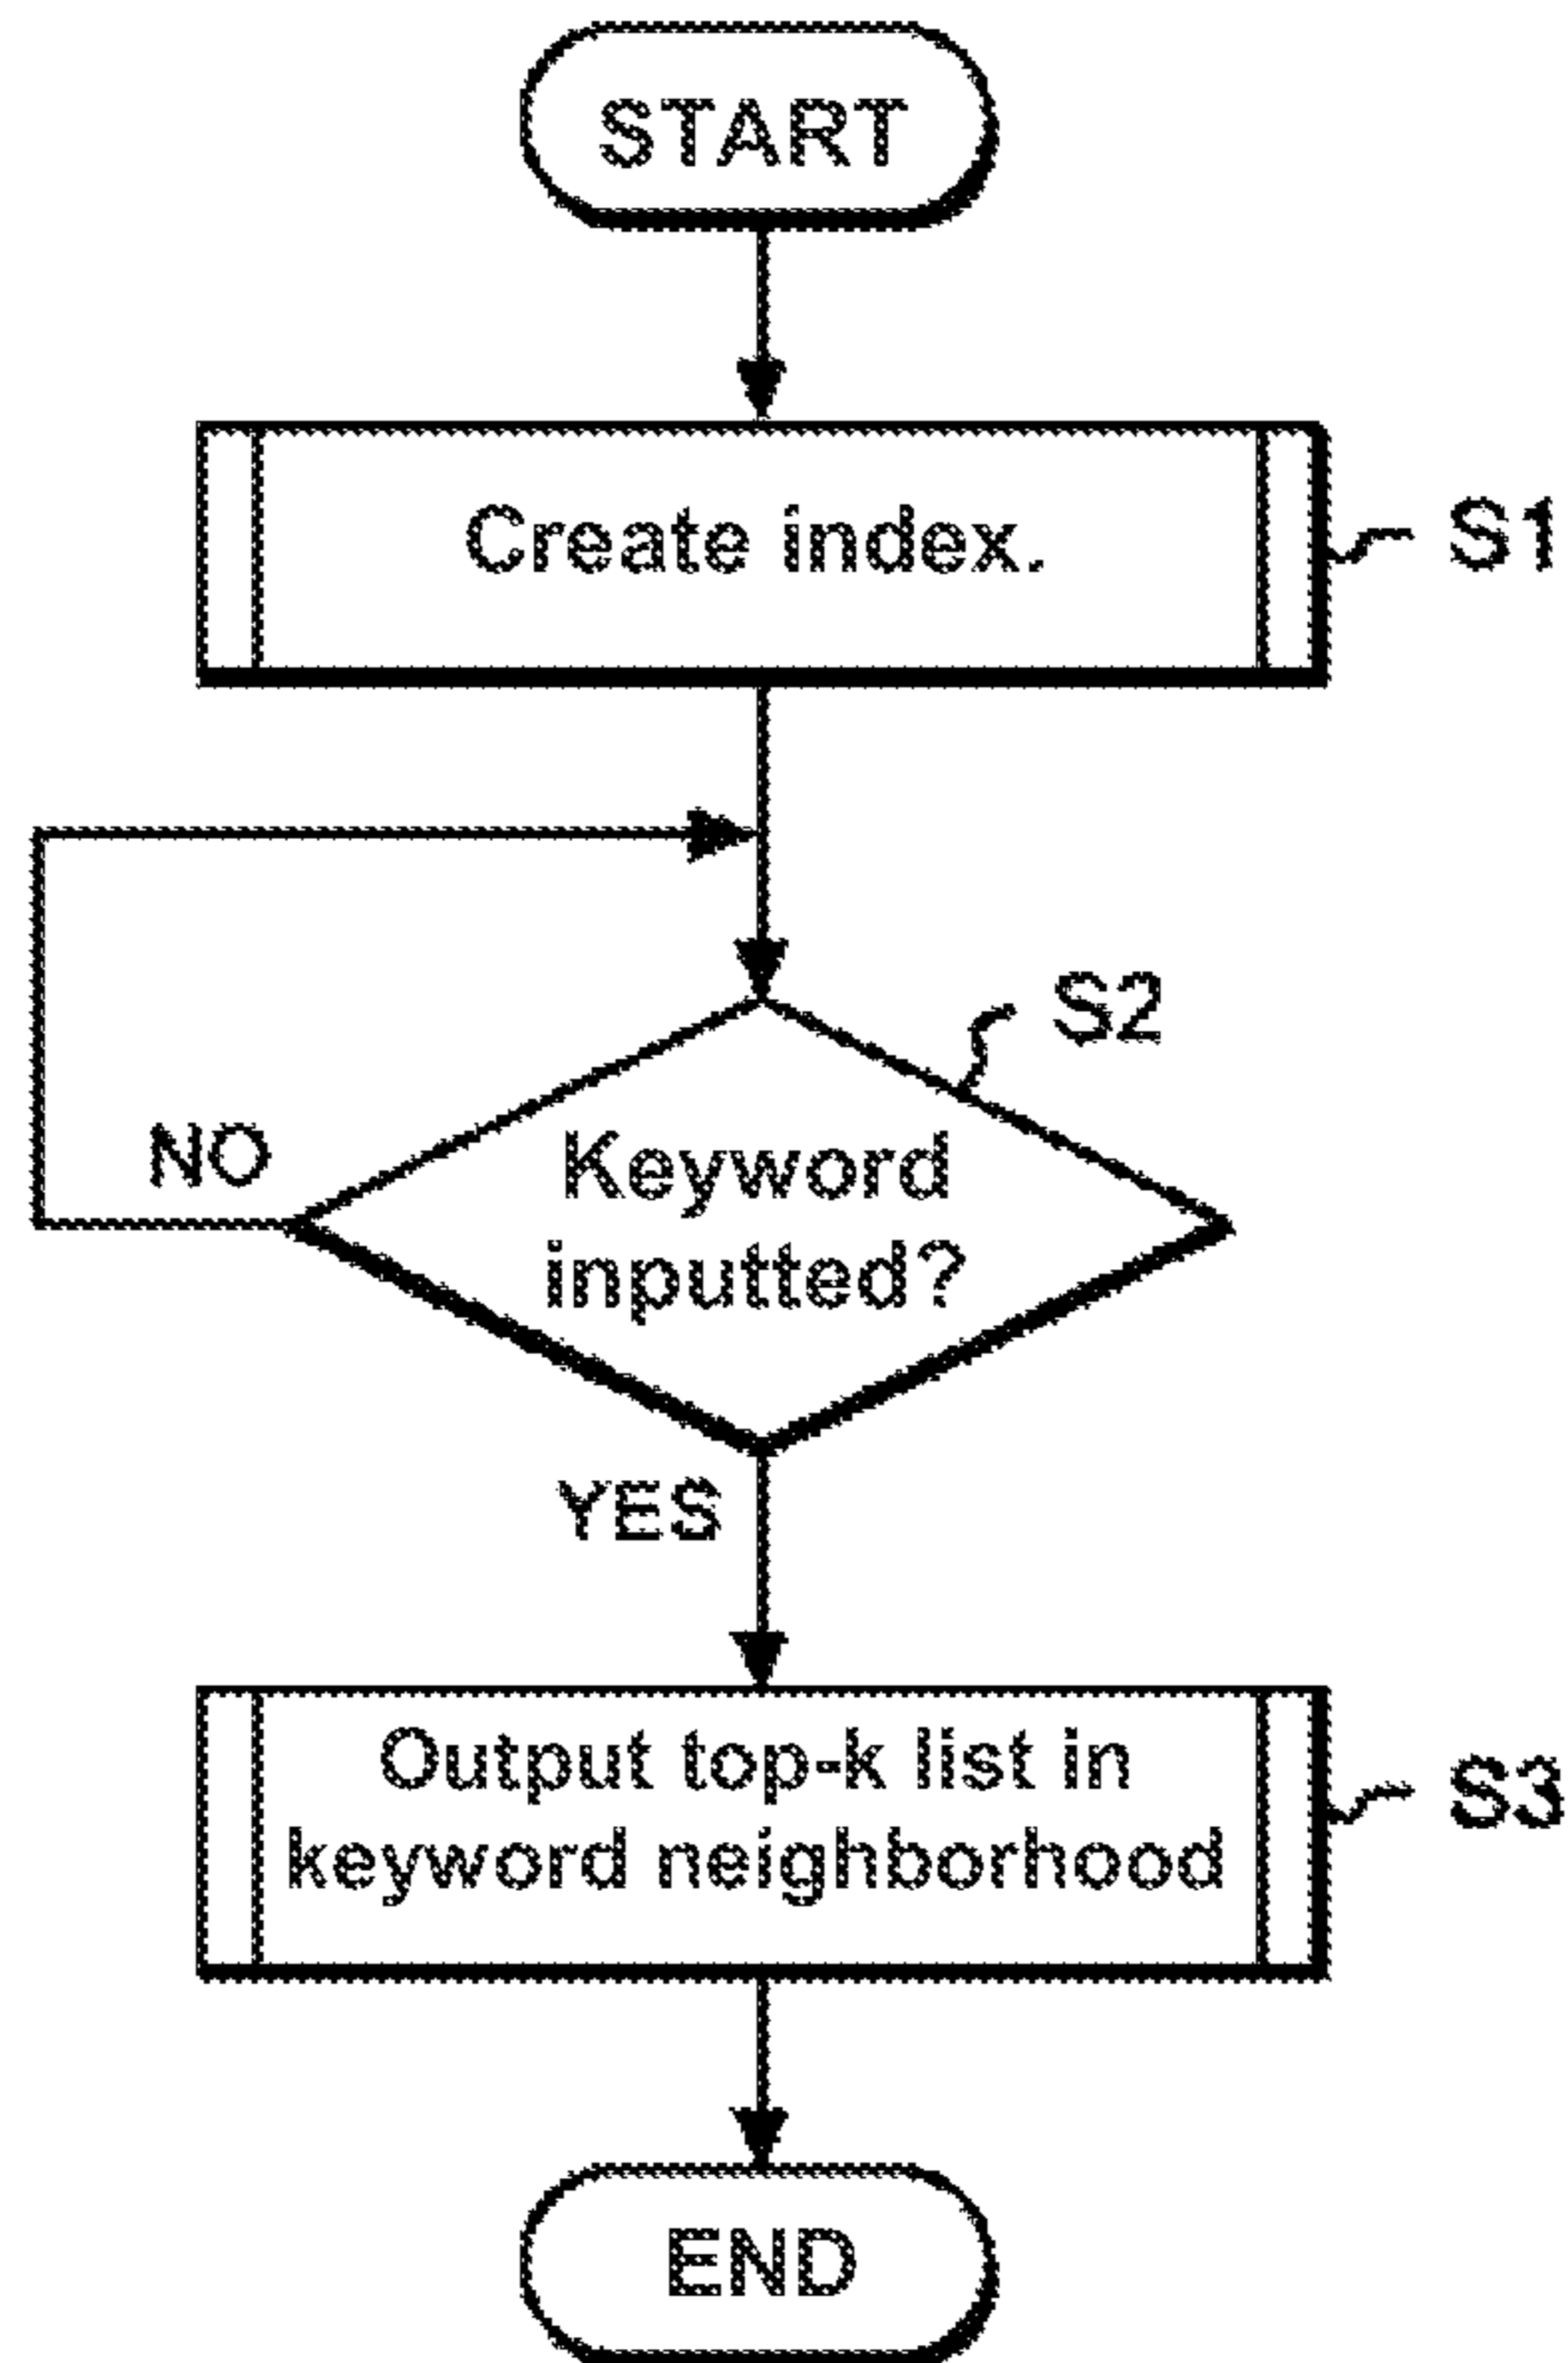 START
Create index.
S1
S2
NO
Keyword
inputted?
YES
Output top-k list in
keyword neighborhood
S3
END